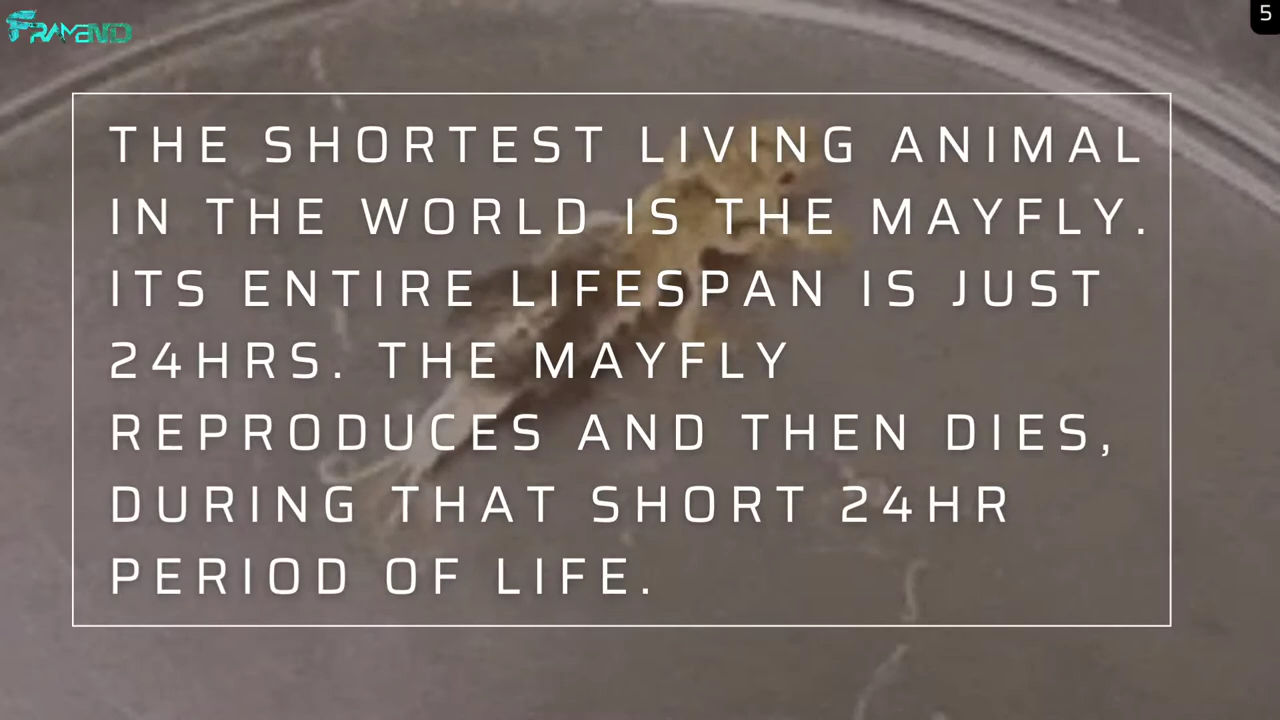 FRAMEND
5
THE SHORTEST LIVING ANIMAL
IN THE WORLD IS THE MAYFLY.
ITS ENTIRE LIFESPAN IS JUST
24HRS. THE MAYFLY
REPRODUCES AND THEN DIES,
DURING THAT SHORT 24HR
PERIOD OF LIFE.